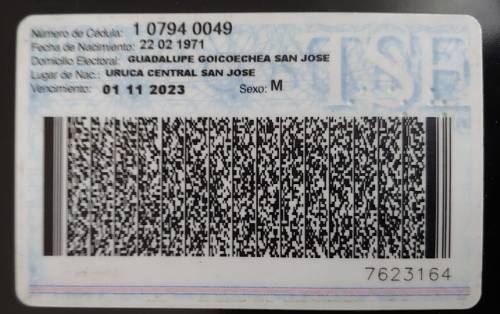 Número de Cédula: 1 0794 0049
Fecha de Nacimiento: 22 02 1971
Domicilio Electoral: GUADALUPE GOICOECHEA SAN JOSE
Lugar de Nac.: URUCA CENTRAL SAN JOSE
Vencimiento: 01 11 2023 Sexo: M
TSE
7623164